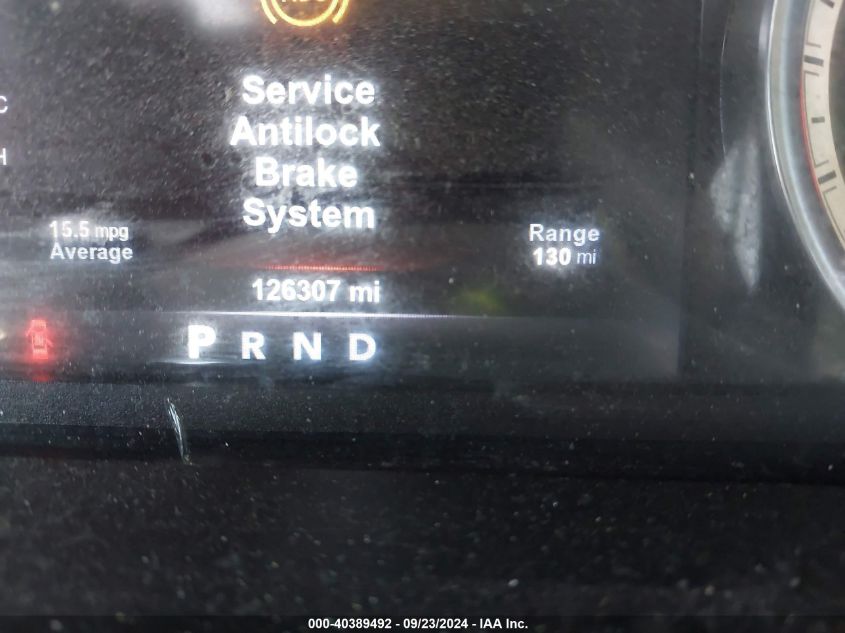 C
Service
Antilock
H
Brake
System
15.5 mpg
Average
Range
130 mi
126307 mi
P R N D
000-40389492 - 09/23/2024 - IAA Inc.